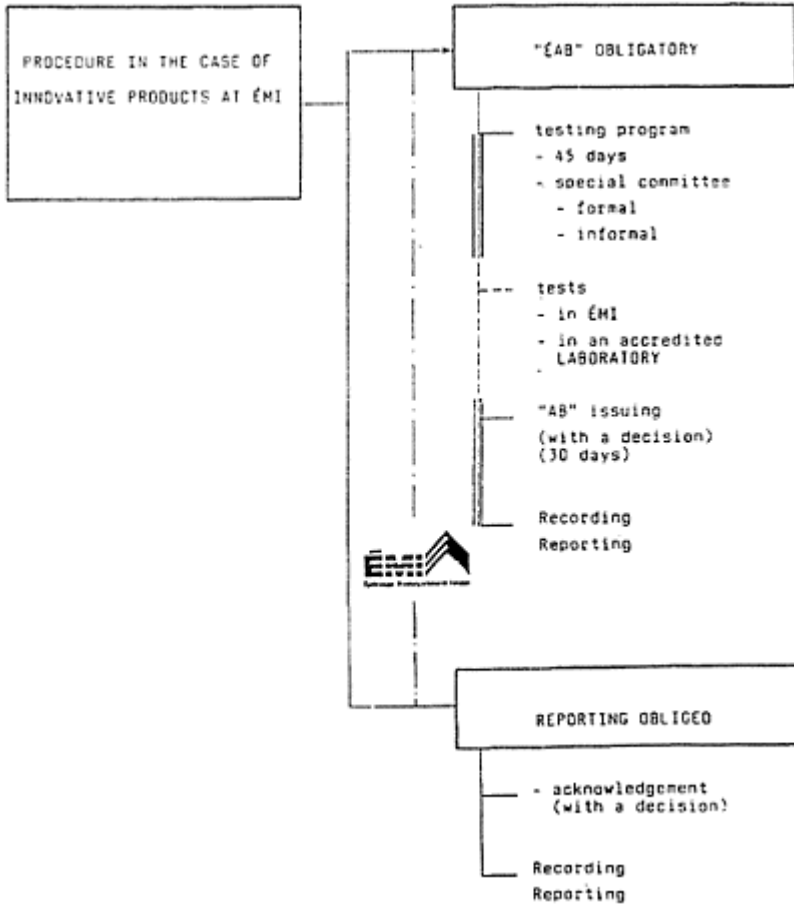 PROCEDURE IN THE CASE OF
INNOVATIVE PRODUCTS AT ÉMI
"ÉAB" OBLIGATORY
testing program
- 45 days
- special committee
- formal
- informal
tests
- in ÉMI
- in an accredited
LABORATORY
"AB" issuing
(with a decision)
(30 days)
Recording
Reporting
ÉMI
REPORTING OBLIGED
- acknowledgement
(with a decision)
Recording
Reporting